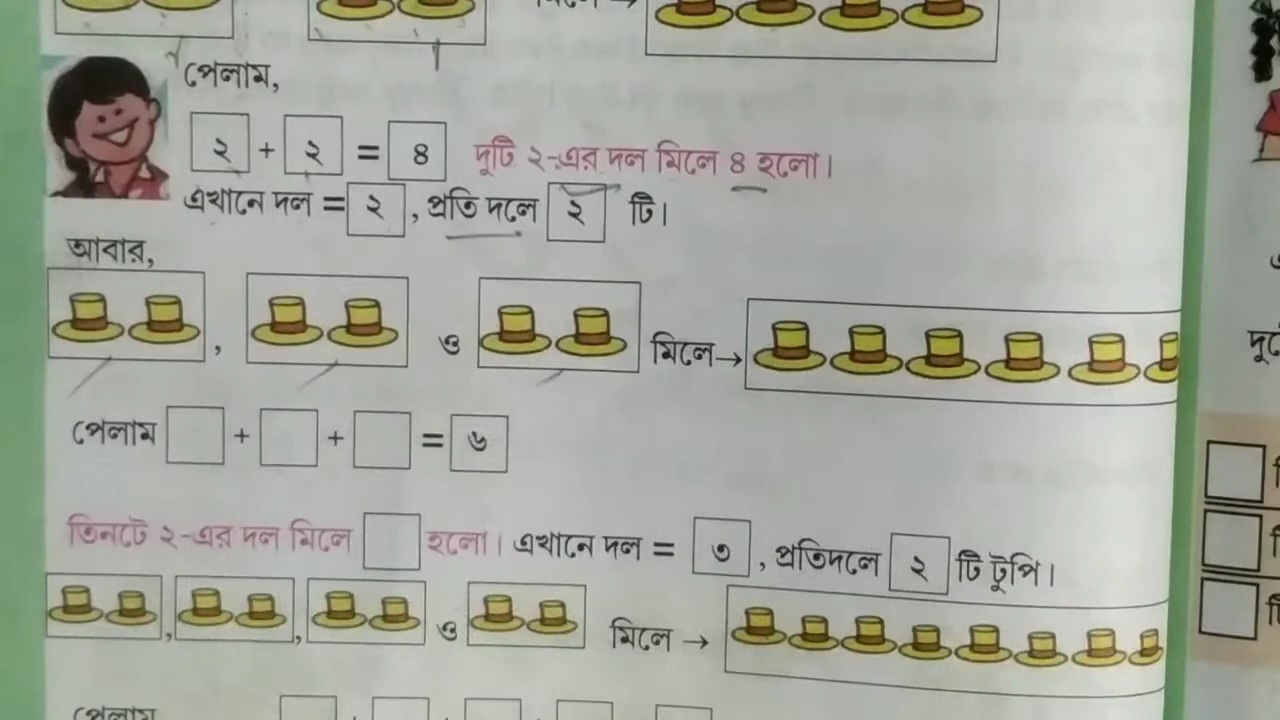 মিলে →
পেলাম,
২ + ২ = ৪ দুটি ২-এর দল মিলে ৪ হলো।
এখানে দল = ২, প্রতি দলে ২ টি।
আবার,
, ও মিলে→
পেলাম + + = ৬
তিনটে ২-এর দল মিলে হলো। এখানে দল = ৩, প্রতিদলে ২ টি টুপি।
, , ও মিলে →
পেলাম